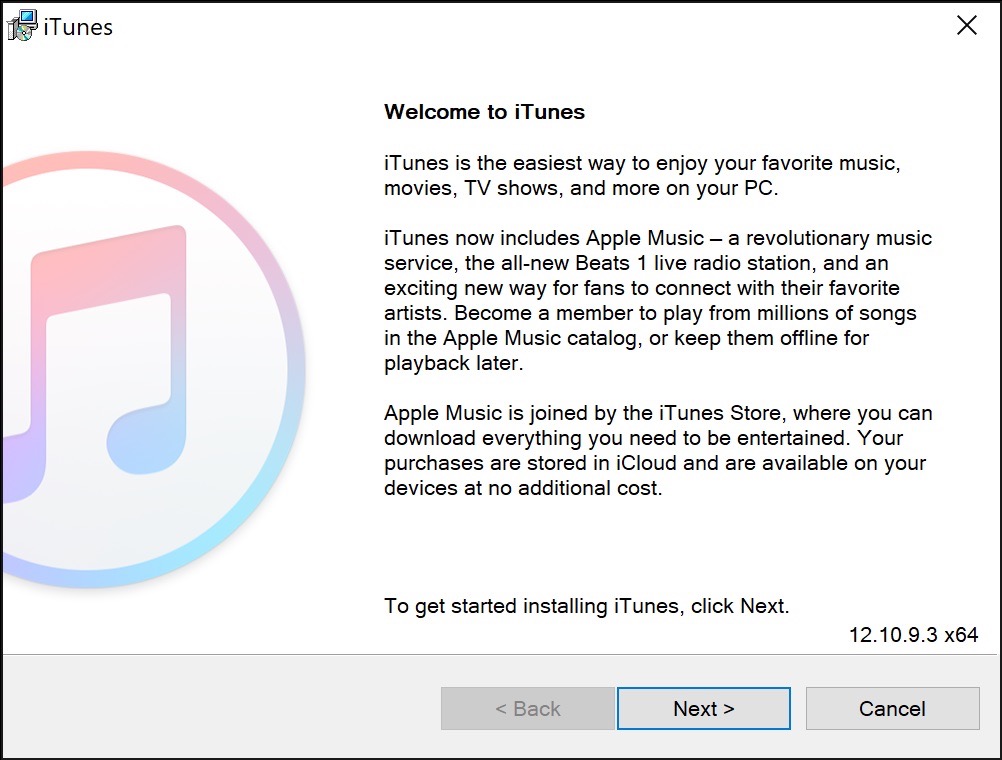 iTunes
Welcome to iTunes
iTunes is the easiest way to enjoy your favorite music,
movies, TV shows, and more on your PC.
iTunes now includes Apple Music – a revolutionary music
service, the all-new Beats 1 live radio station, and an
exciting new way for fans to connect with their favorite
artists. Become a member to play from millions of songs
in the Apple Music catalog, or keep them offline for
playback later.
Apple Music is joined by the iTunes Store, where you can
download everything you need to be entertained. Your
purchases are stored in iCloud and are available on your
devices at no additional cost.
To get started installing iTunes, click Next.
12.10.9.3 x64
< Back
Next >
Cancel